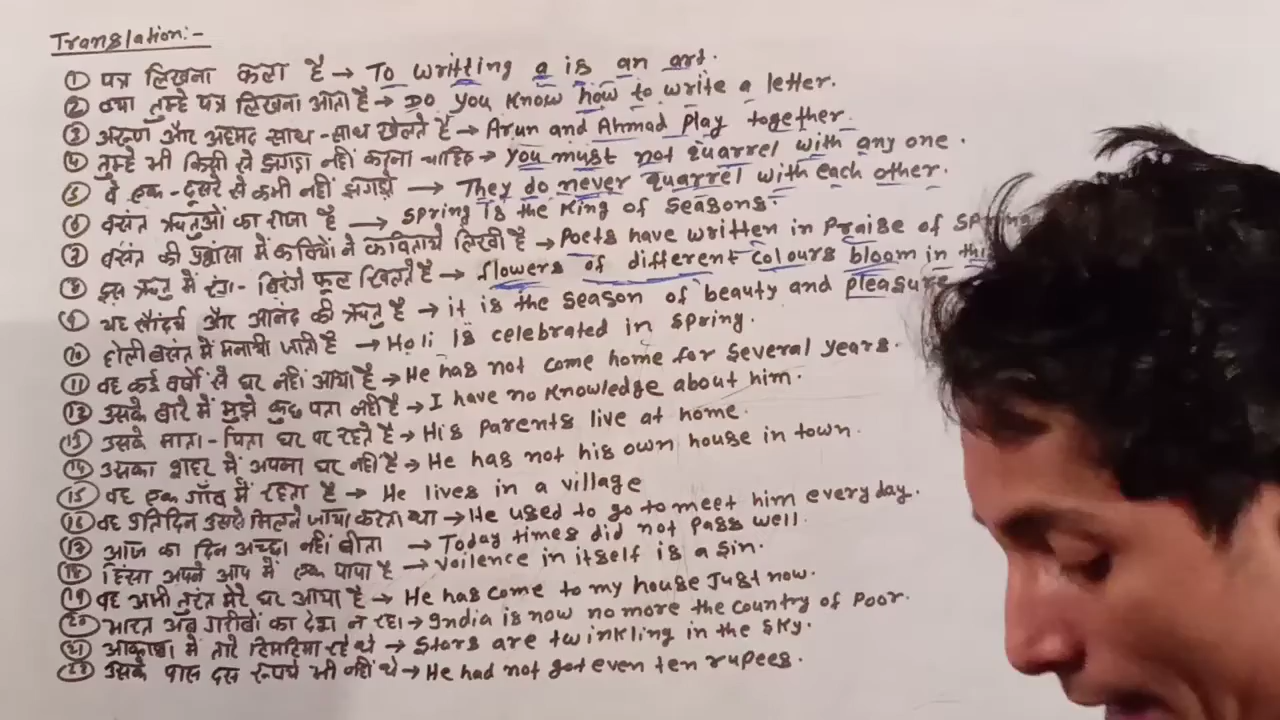 Translation:-
① पत्र लिखना कला है → To writting a is an art.
② क्या तुम्हे पत्र लिखना आता है → Do you know how to write a letter.
③ अरुण और अहमद साथ-साथ खेलते है → Arun and Ahmad Play together.
④ तुम्हे भी किसी से झगड़ा नहीं करना चाहिए → You must not quarrel with any one.
⑤ वे एक-दूसरे से कभी नहीं झगड़े → They do never quarrel with each other.
⑥ वसंत ऋतुओं का राजा है → Spring is the King of Seasons.
⑦ वसंत की प्रशंसा में कवियों ने कविताये लिखी है → Poets have written in Praise of Spring
⑧ इस ऋतु में रंग-बिरंगे फूल खिलते है → flowers of different colours bloom in this
⑨ यह सौंदर्य और आनंद की ऋतु है → it is the season of beauty and pleasure
⑩ होली बसंत में मनायी जाती है → Holi is celebrated in spring.
⑪ वह कई वर्षों से घर नहीं आया है → He has not come home for several years.
⑫ उसके बारे में मुझे कुछ पता नहीं है → I have no knowledge about him.
⑬ उसके माता-पिता घर पर रहते है → His Parents live at home.
⑭ उसका शहर में अपना घर नहीं है → He has not his own house in town.
⑮ वह एक गाँव में रहता है → He lives in a village
⑯ वह प्रतिदिन उससे मिलने जाया करता था → He used to go to meet him every day.
⑰ आज का दिन अच्छा नहीं बीता → Today times did not Pass well.
⑱ हिंसा अपने आप में एक पापा है → Voilence in itself is a sin.
⑲ वह अभी तुरंत मेरे घर आया है → He has come to my house Just now.
⑳ भारत अब गरीबों का देश न रहा → India is now no more the country of Poor.
㉑ आकाश में तारे टिमटिमा रहे थे → Stars are twinkling in the sky.
उसके पास दस रूपये भी नहीं थे → He had not got even ten rupees.